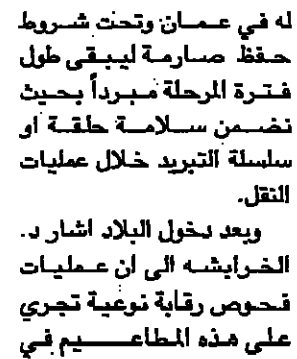 له في عمان وتحت شروط
حفظ صارمة ليبقى طول
فترة المرحلة مبرداً بحيث
نضمن سلامة حلقة او
سلسلة التبريد خلال عمليات
النقل.
وبعد دخول البلاد اشار د.
الخرابشه الى ان عمليات
فحوص رقابة نوعية تجري
على هذه المطاعيم في